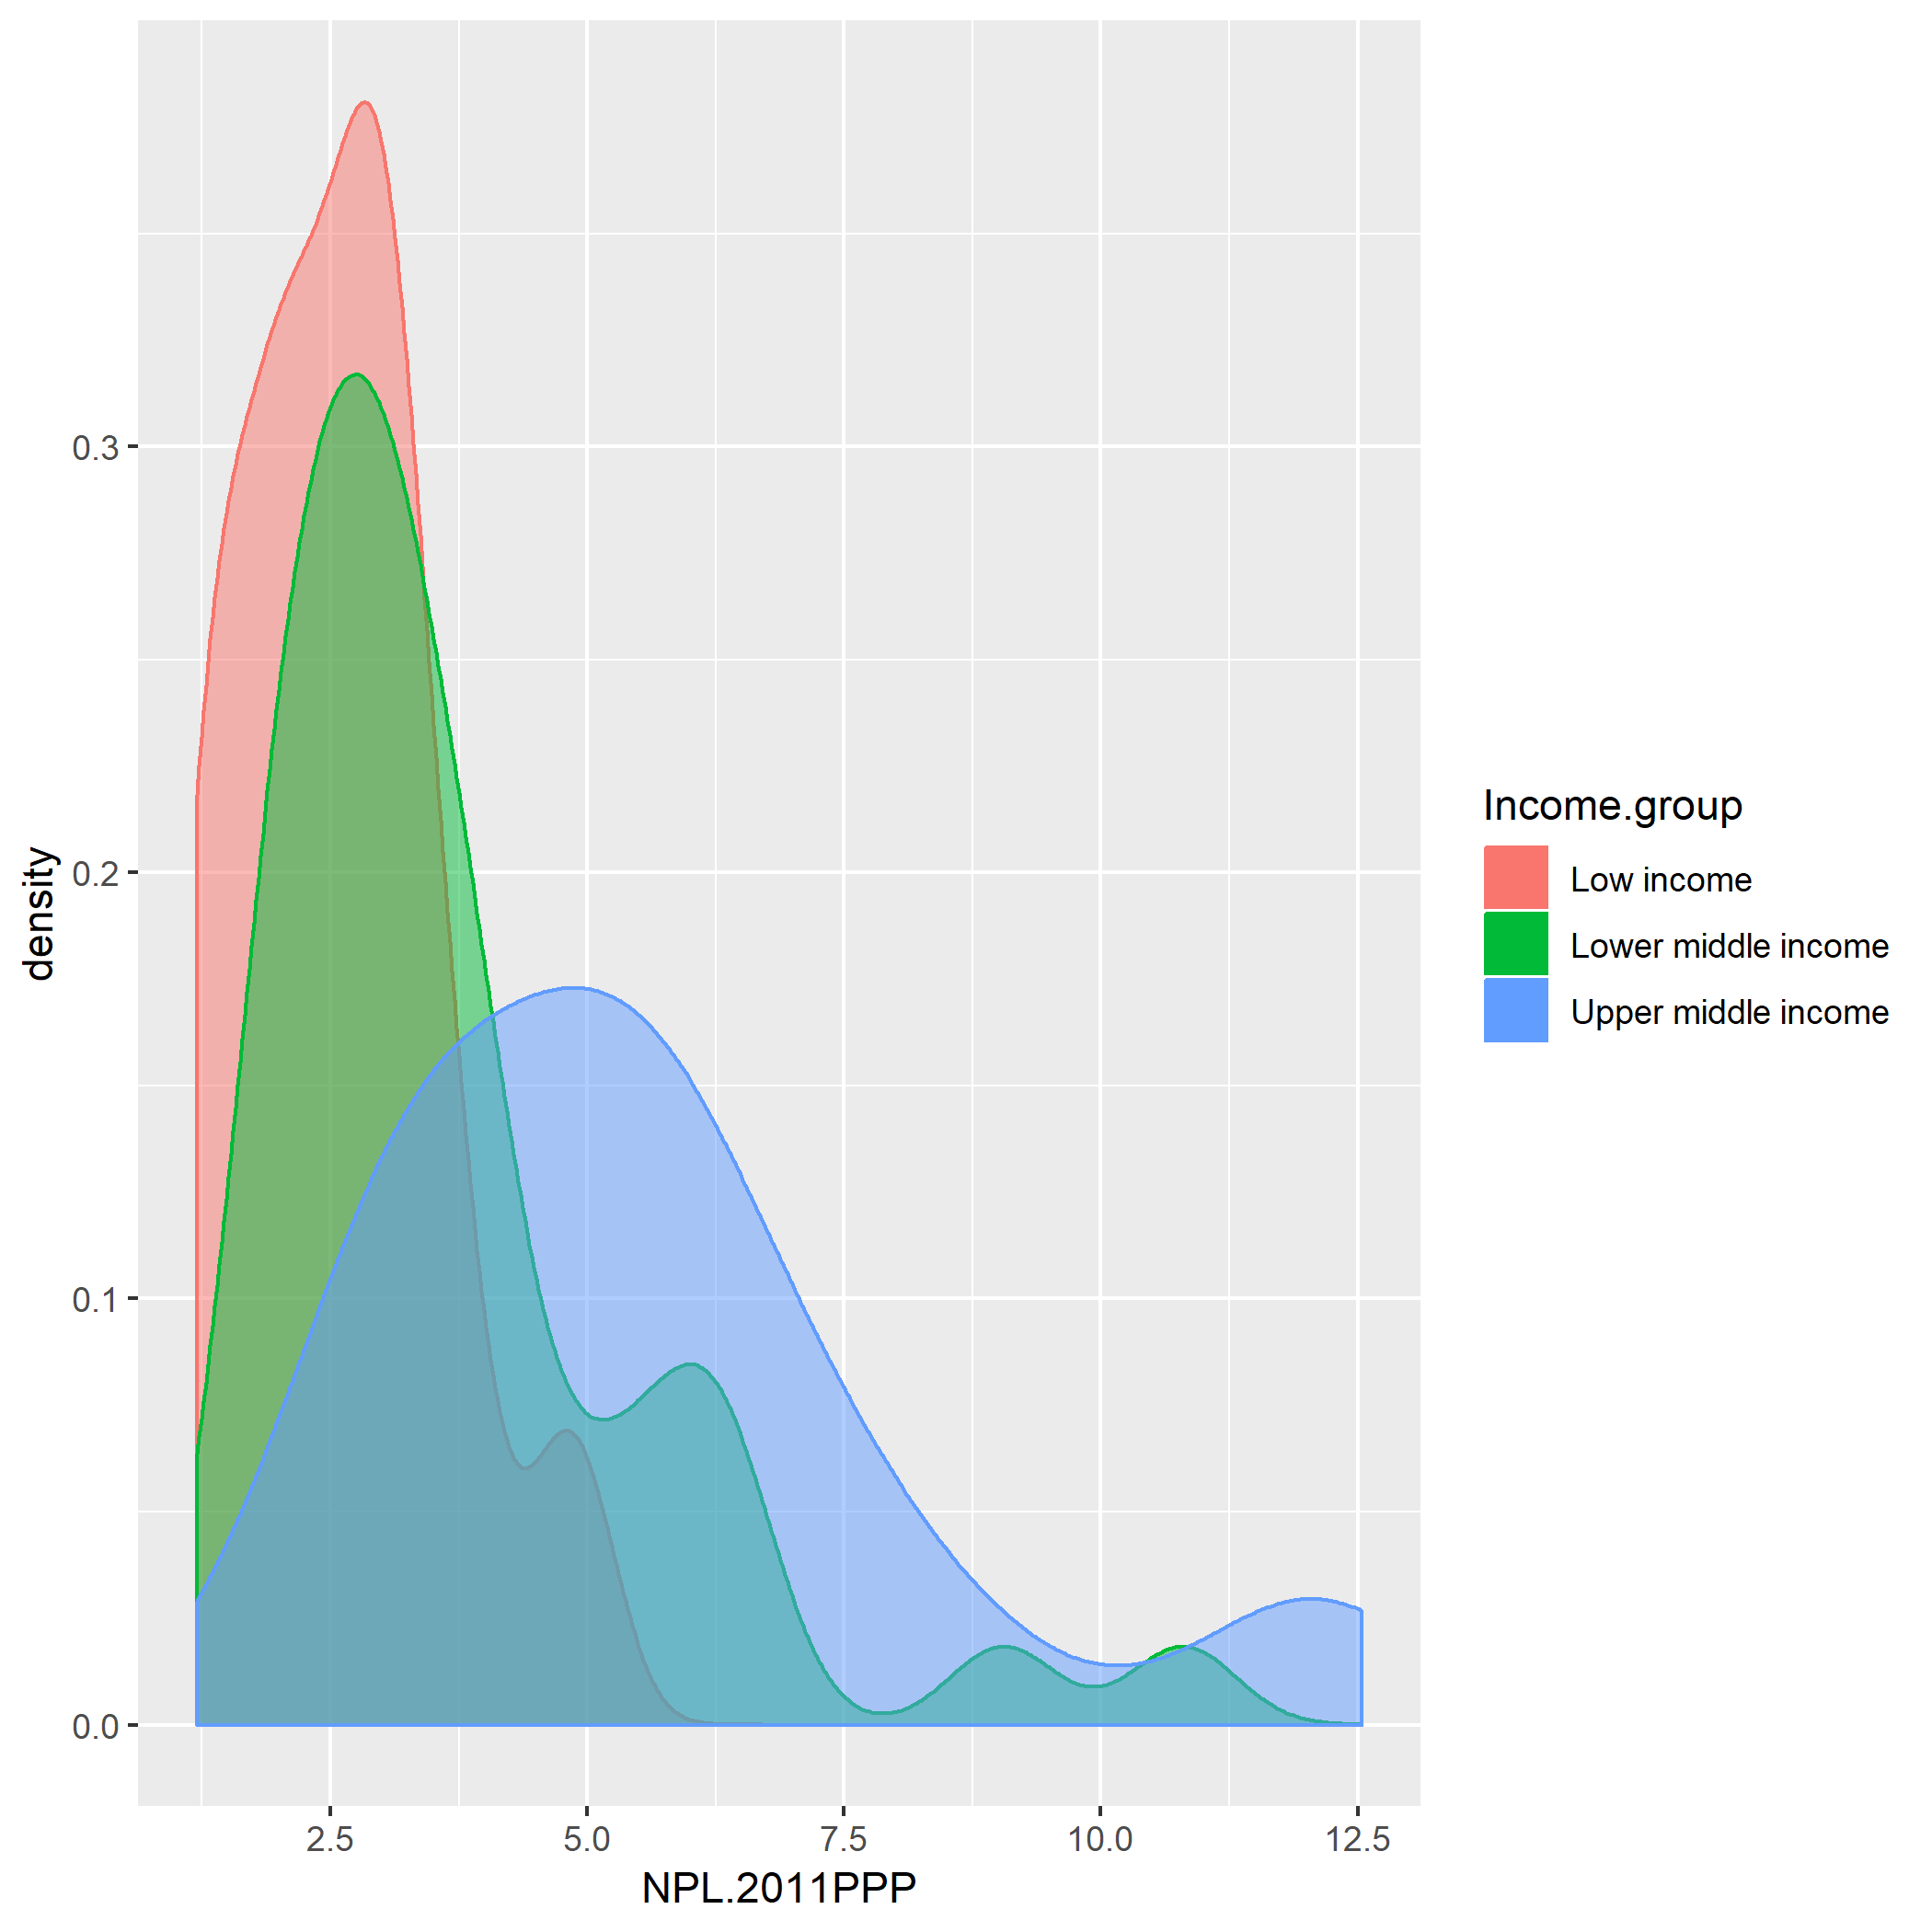 0.3
0.2
0.1
0.0
density
2.5 5.0 7.5 10.0 12.5
NPL.2011PPP
Income.group
Low income
Lower middle income
Upper middle income